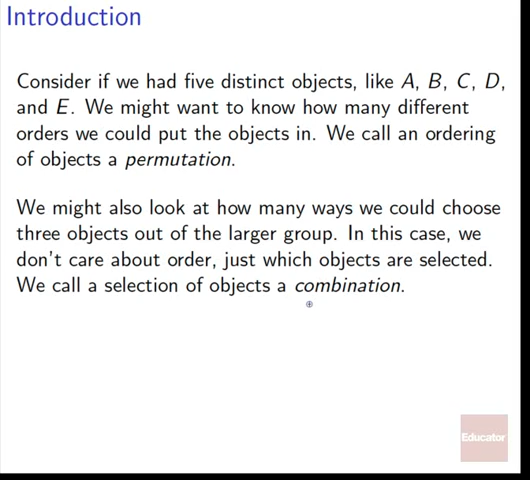 Introduction
Consider if we had five distinct objects, like A, B, C, D,
and E. We might want to know how many different
orders we could put the objects in. We call an ordering
of objects a permutation.
We might also look at how many ways we could choose
three objects out of the larger group. In this case, we
don't care about order, just which objects are selected.
We call a selection of objects a combination.
Educator